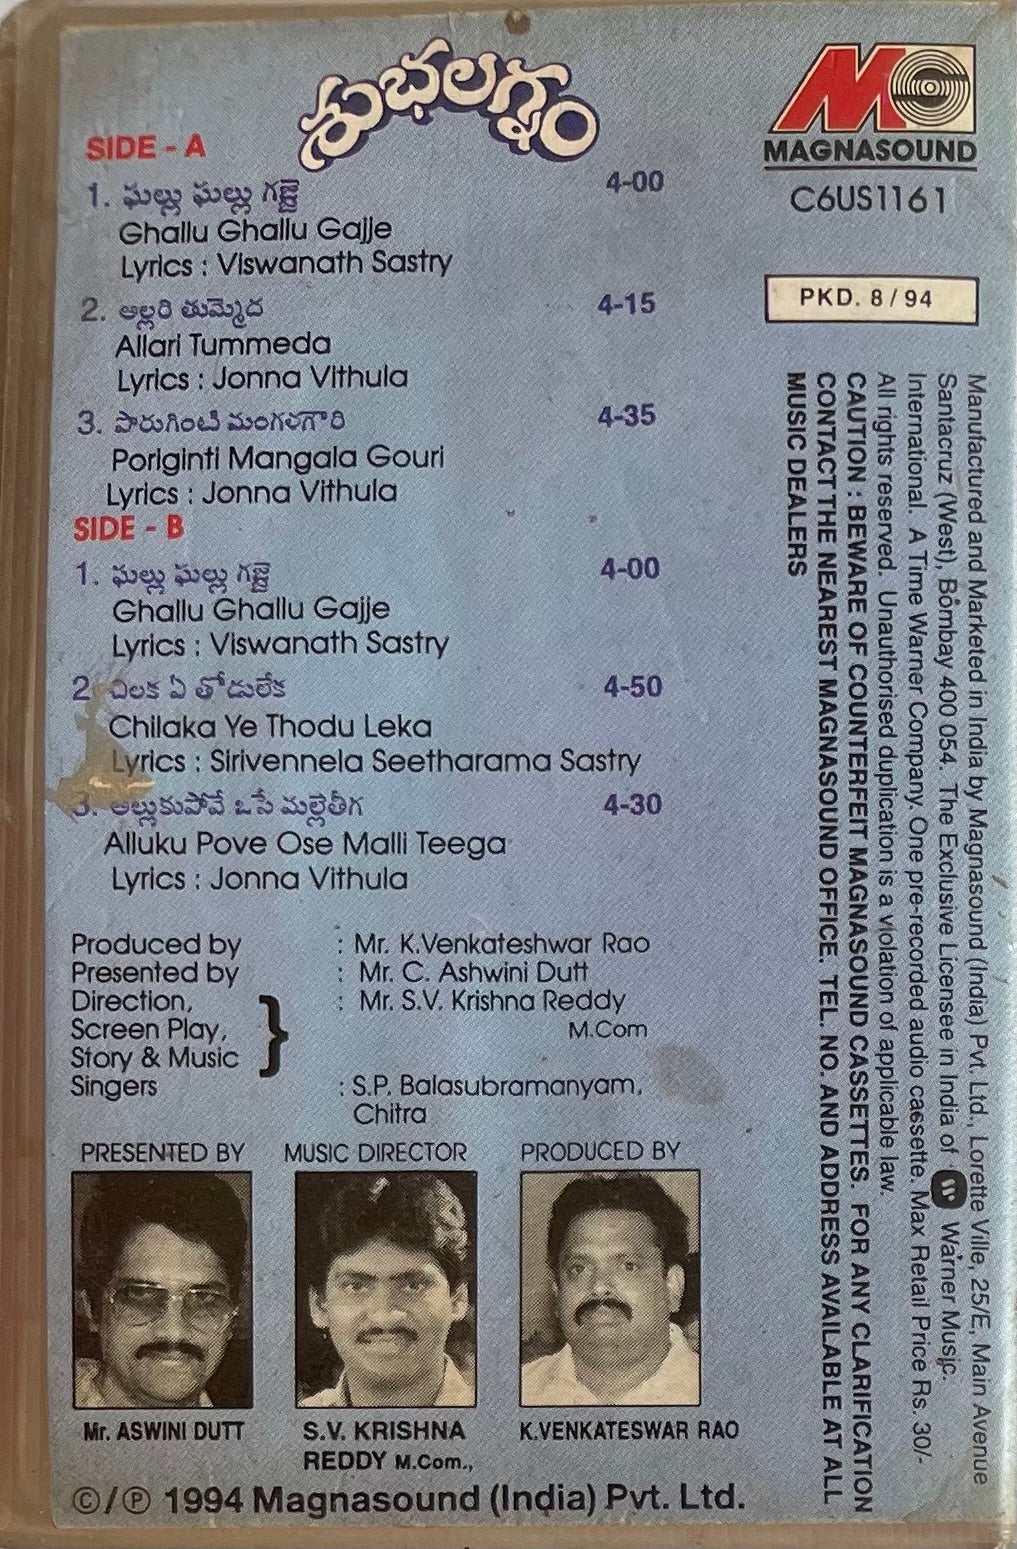 శుభలగ్నం
MAGNASOUND
C6US1161
PKD. 8/94
SIDE - A
1. ఘల్లు ఘల్లు గజ్జె 4-00
Ghallu Ghallu Gajje
Lyrics : Viswanath Sastry
2. అల్లరి తుమ్మెద 4-15
Allari Tummeda
Lyrics : Jonna Vithula
3. పొరుగింటి మంగళగౌరి 4-35
Poriginti Mangala Gouri
Lyrics : Jonna Vithula
SIDE - B
1. ఘల్లు ఘల్లు గజ్జె 4-00
Ghallu Ghallu Gajje
Lyrics : Viswanath Sastry
2. చిలక ఏ తోడులేక 4-50
Chilaka Ye Thodu Leka
Lyrics : Sirivennela Seetharama Sastry
3. అల్లుకుపోవే ఒసే మల్లెతీగ 4-30
Alluku Pove Ose Malli Teega
Lyrics : Jonna Vithula
Produced by : Mr. K.Venkateshwar Rao
Presented by : Mr. C. Ashwini Dutt
Direction, : Mr. S.V. Krishna Reddy
Screen Play, M.Com
Story & Music
Singers : S.P. Balasubramanyam,
Chitra
PRESENTED BY MUSIC DIRECTOR PRODUCED BY
Mr. ASWINI DUTT S.V. KRISHNA K.VENKATESWAR RAO
REDDY M.Com.,
©/℗ 1994 Magnasound (India) Pvt. Ltd.
Manufactured and Marketed in India by Magnasound (India) Pvt. Ltd., Lorette Ville, 25/E, Main Avenue
Santacruz (West), Bombay 400 054. The Exclusive Licensee in India of Warner Music.
International. A Time Warner Company. One pre-recorded audio cassette. Max Retail Price Rs. 30/-
All rights reserved. Unauthorised duplication is a violation of applicable law.
CAUTION : BEWARE OF COUNTERFEIT MAGNASOUND CASSETTES. FOR ANY CLARIFICATION
CONTACT THE NEAREST MAGNASOUND OFFICE. TEL. NO. AND ADDRESS AVAILABLE AT ALL
MUSIC DEALERS